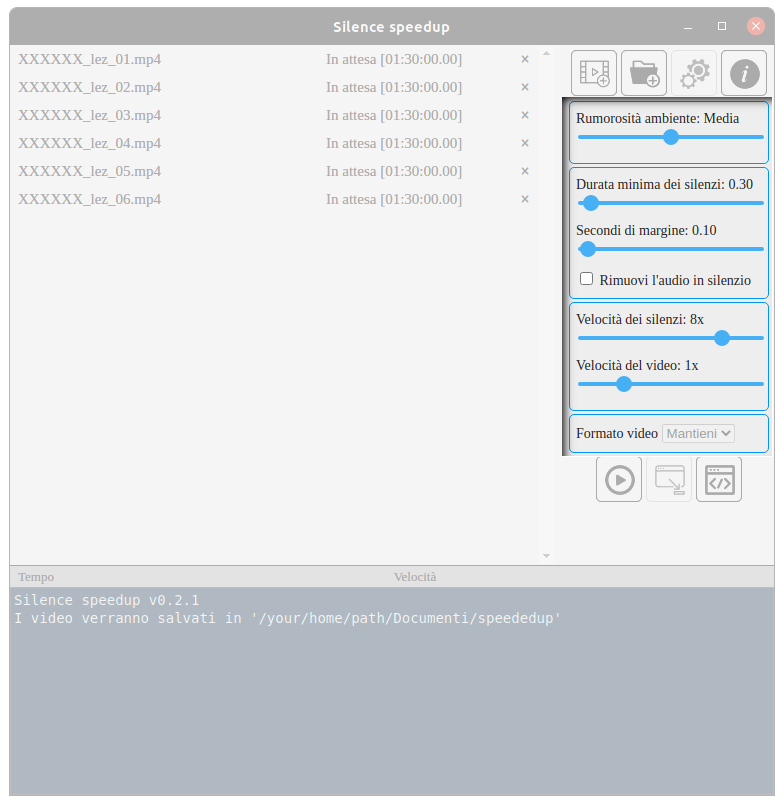 Silence speedup
XXXXXX_lez_01.mp4 In attesa [01:30:00.00] ×
XXXXXX_lez_02.mp4 In attesa [01:30:00.00] ×
XXXXXX_lez_03.mp4 In attesa [01:30:00.00] ×
XXXXXX_lez_04.mp4 In attesa [01:30:00.00] ×
XXXXXX_lez_05.mp4 In attesa [01:30:00.00] ×
XXXXXX_lez_06.mp4 In attesa [01:30:00.00] ×
Rumorosità ambiente: Media
Durata minima dei silenzi: 0.30
Secondi di margine: 0.10
Rimuovi l'audio in silenzio
Velocità dei silenzi: 8x
Velocità del video: 1x
Formato video Mantieni
Tempo Velocità
Silence speedup v0.2.1
I video verranno salvati in '/your/home/path/Documenti/speededup'